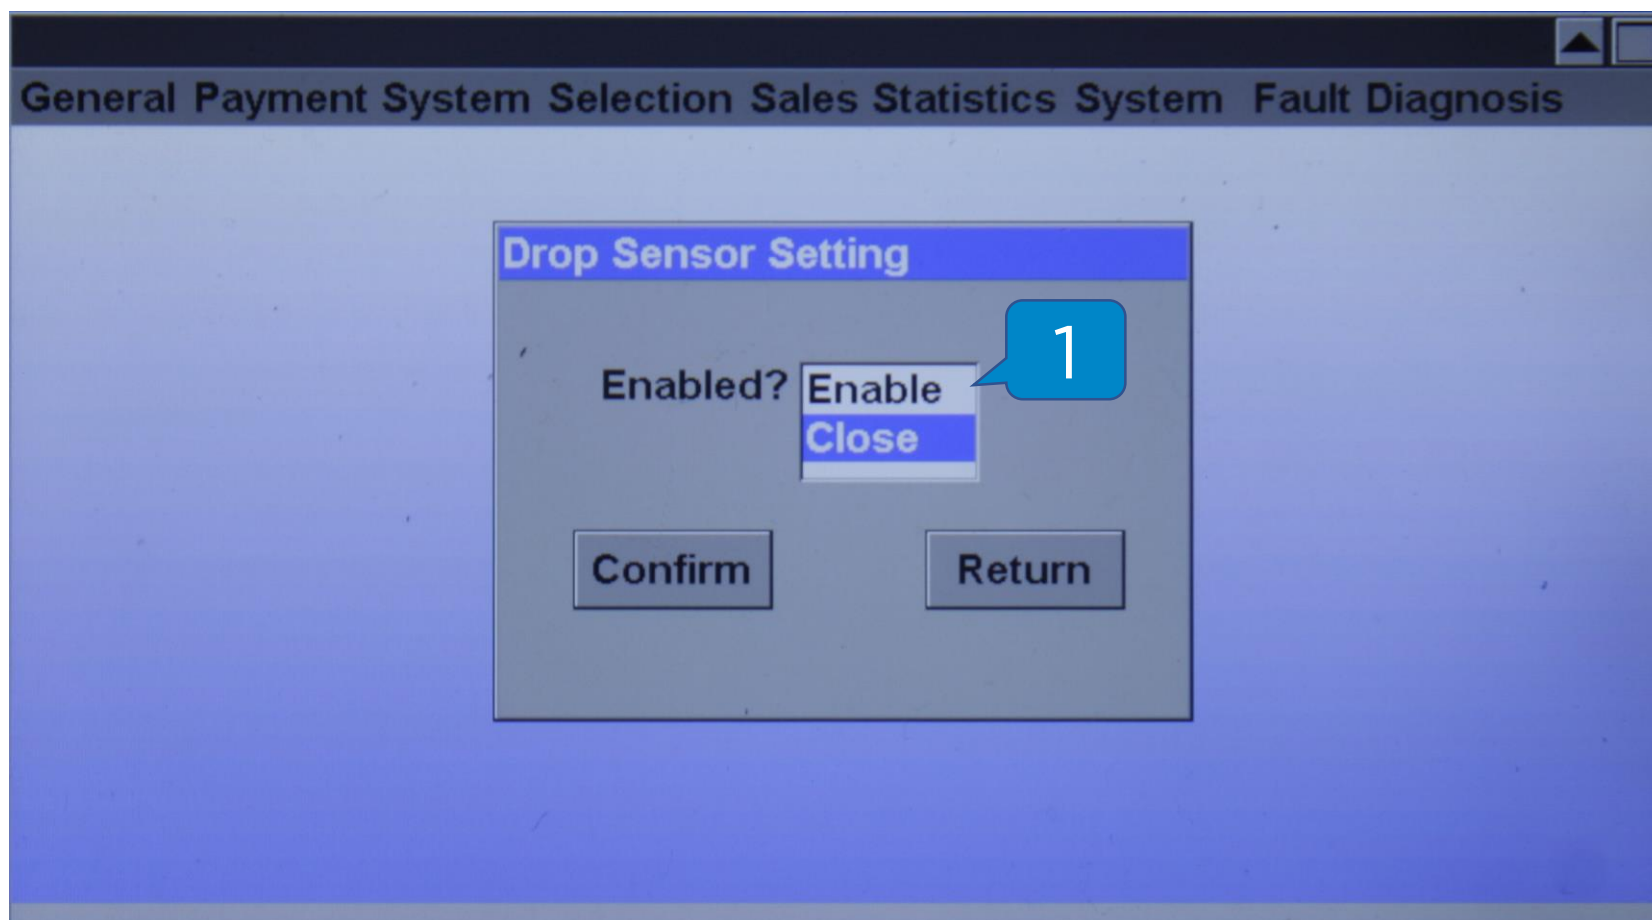 General Payment System Selection Sales Statistics System Fault Diagnosis
Drop Sensor Setting
1
Enabled? Enable
Close
Confirm Return